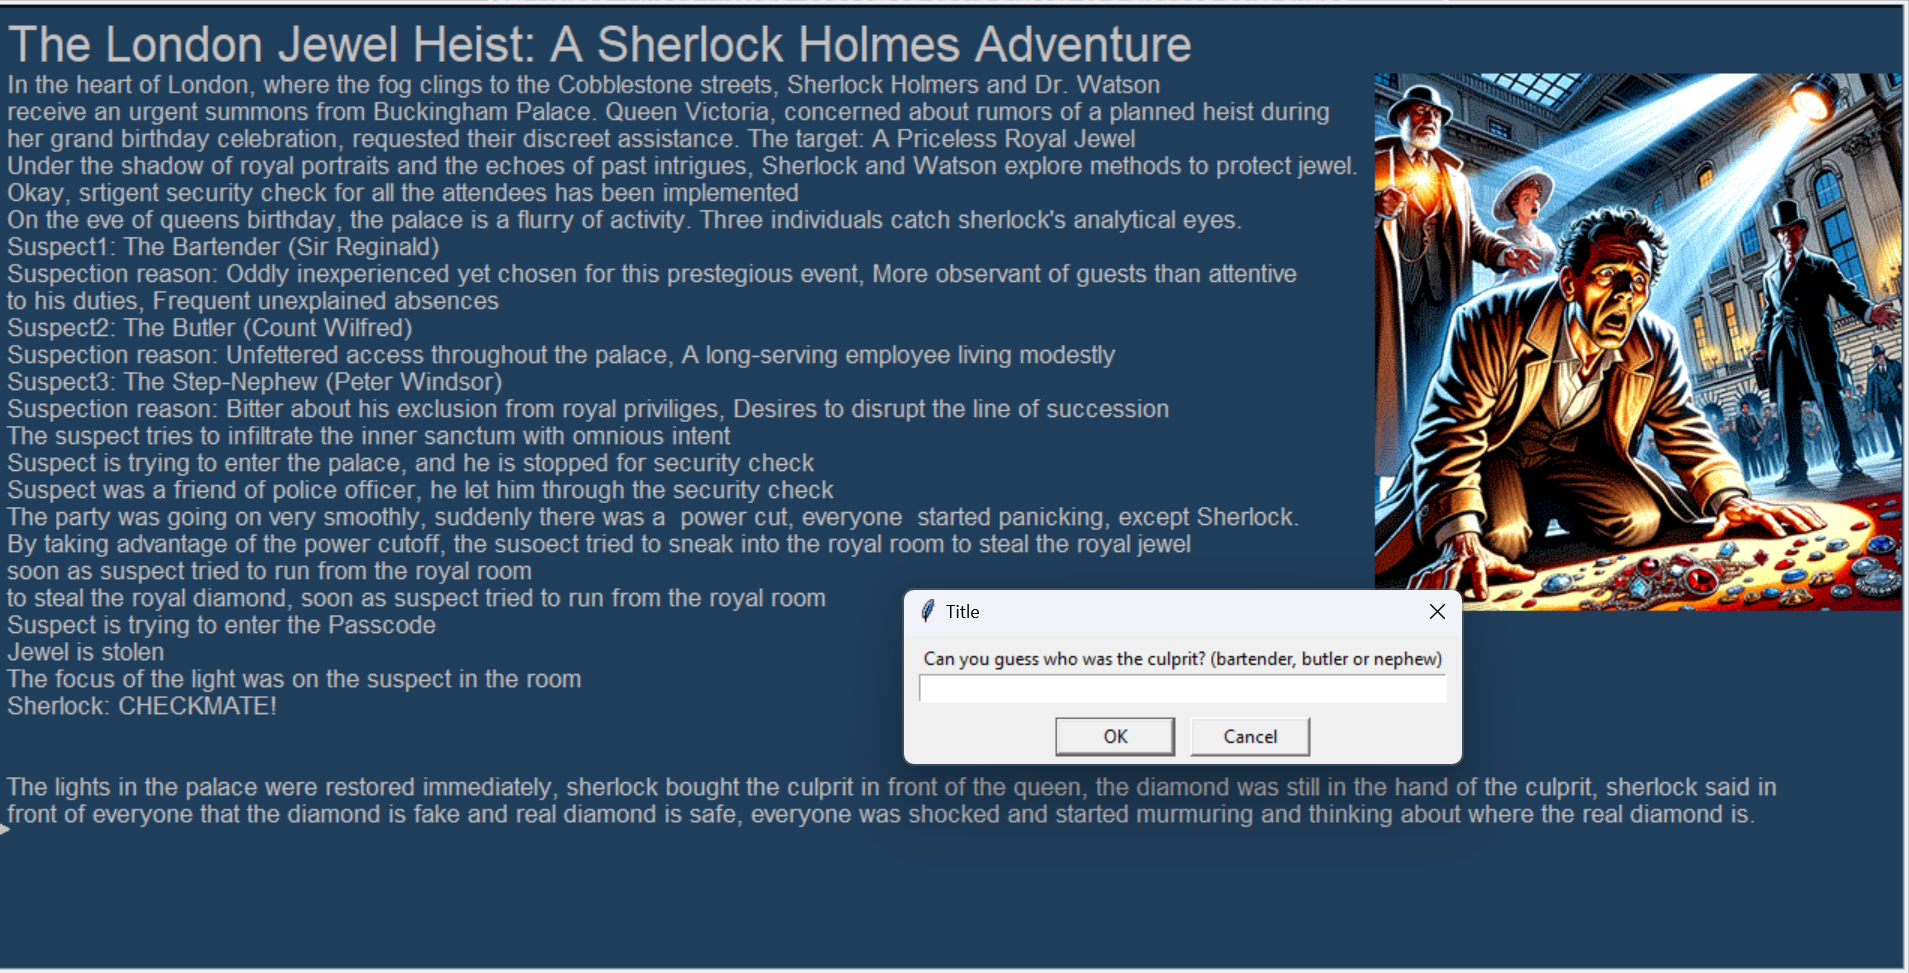 The London Jewel Heist: A Sherlock Holmes Adventure
In the heart of London, where the fog clings to the Cobblestone streets, Sherlock Holmers and Dr. Watson
receive an urgent summons from Buckingham Palace. Queen Victoria, concerned about rumors of a planned heist during
her grand birthday celebration, requested their discreet assistance. The target: A Priceless Royal Jewel
Under the shadow of royal portraits and the echoes of past intrigues, Sherlock and Watson explore methods to protect jewel.
Okay, srtigent security check for all the attendees has been implemented
On the eve of queens birthday, the palace is a flurry of activity. Three individuals catch sherlock's analytical eyes.
Suspect1: The Bartender (Sir Reginald)
Suspection reason: Oddly inexperienced yet chosen for this prestegious event, More observant of guests than attentive
to his duties, Frequent unexplained absences
Suspect2: The Butler (Count Wilfred)
Suspection reason: Unfettered access throughout the palace, A long-serving employee living modestly
Suspect3: The Step-Nephew (Peter Windsor)
Suspection reason: Bitter about his exclusion from royal priviliges, Desires to disrupt the line of succession
The suspect tries to infiltrate the inner sanctum with omnious intent
Suspect is trying to enter the palace, and he is stopped for security check
Suspect was a friend of police officer, he let him through the security check
The party was going on very smoothly, suddenly there was a  power cut, everyone  started panicking, except Sherlock.
By taking advantage of the power cutoff, the susoect tried to sneak into the royal room to steal the royal jewel
soon as suspect tried to run from the royal room
to steal the royal diamond, soon as suspect tried to run from the royal room
Suspect is trying to enter the Passcode
Jewel is stolen
The focus of the light was on the suspect in the room
Sherlock: CHECKMATE!
Title
Can you guess who was the culprit? (bartender, butler or nephew)
OK
Cancel
The lights in the palace were restored immediately, sherlock bought the culprit in front of the queen, the diamond was still in the hand of the culprit, sherlock said in
front of everyone that the diamond is fake and real diamond is safe, everyone was shocked and started murmuring and thinking about where the real diamond is.